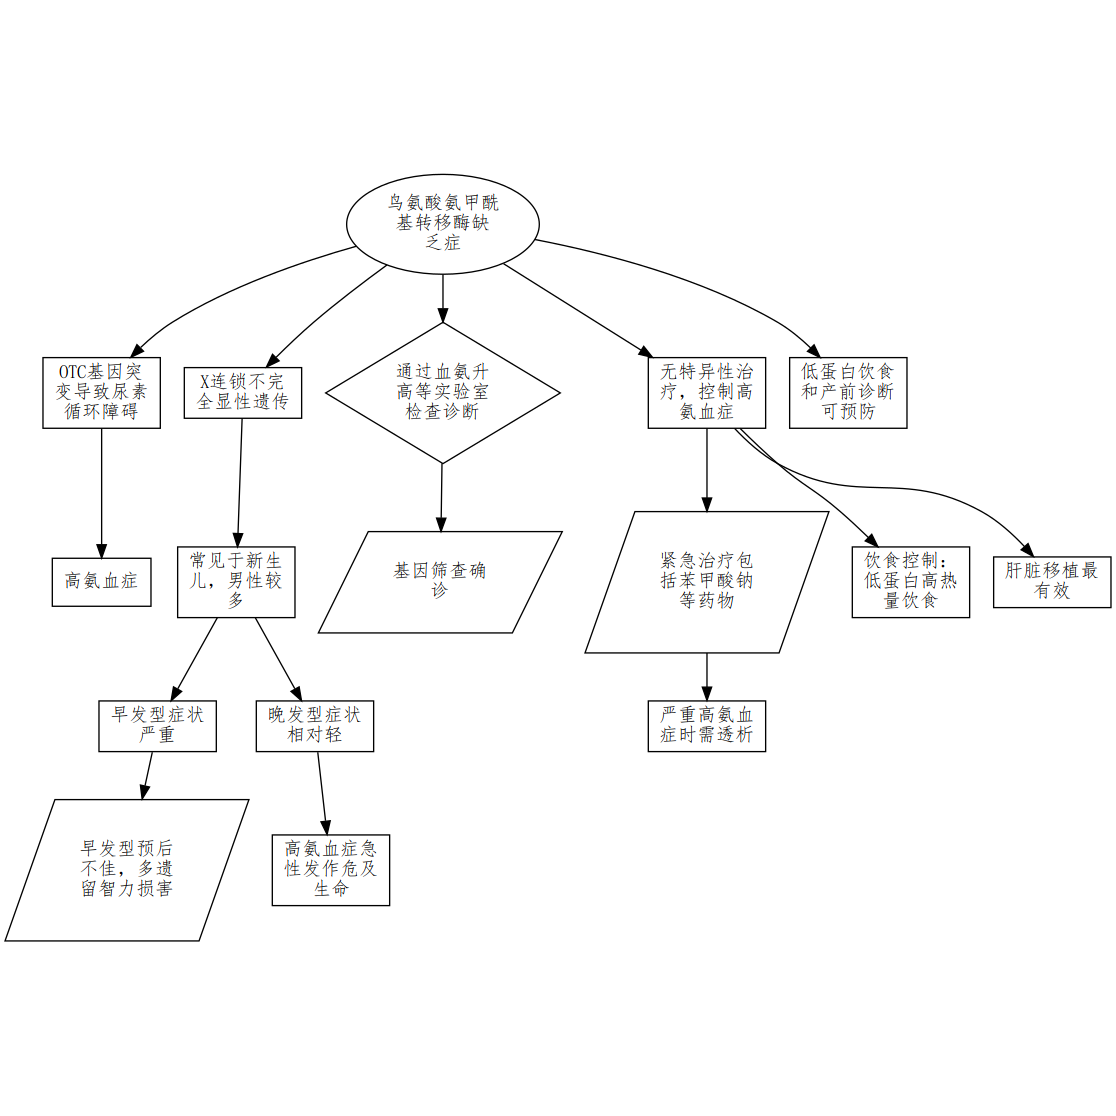 鸟氨酸氨甲酰
基转移酶缺
乏症
OTC基因突
变导致尿素
循环障碍
X连锁不完
全显性遗传
通过血氨升
高等实验室
检查诊断
无特异性治
疗，控制高
氨血症
低蛋白饮食
和产前诊断
可预防
高氨血症
常见于新生
儿，男性较
多
基因筛查确
诊
紧急治疗包
括苯甲酸钠
等药物
饮食控制：
低蛋白高热
量饮食
肝脏移植最
有效
早发型症状
严重
晚发型症状
相对轻
严重高氨血
症时需透析
早发型预后
不佳，多遗
留智力损害
高氨血症急
性发作危及
生命